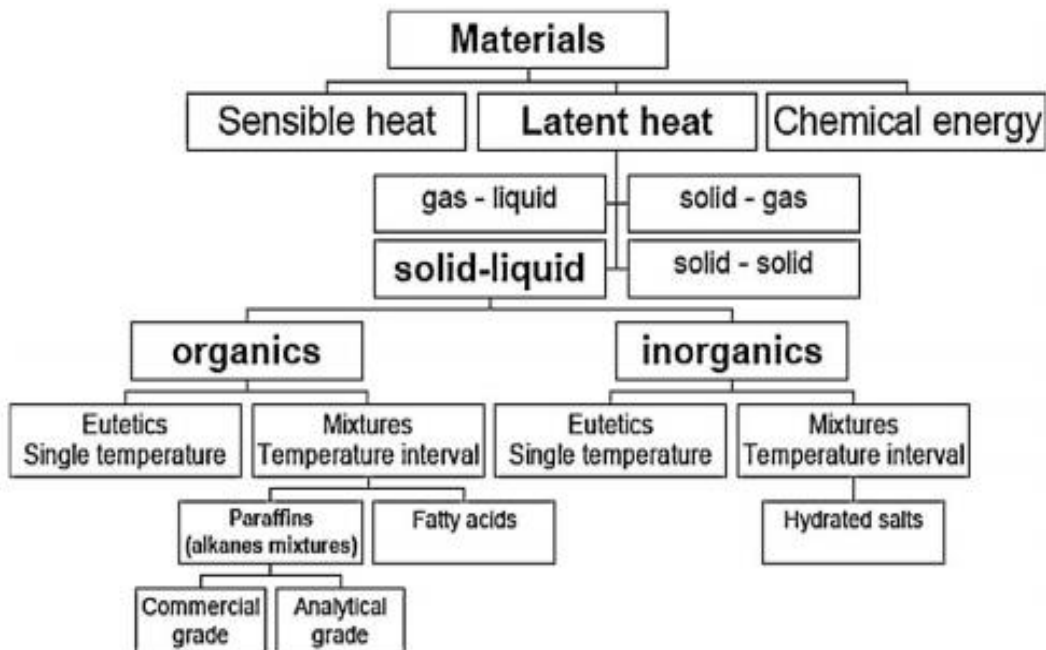 Materials
Sensible heat
Latent heat
Chemical energy
gas - liquid
solid - gas
solid-liquid
solid - solid
organics
inorganics
Eutetics
Single temperature
Mixtures
Temperature interval
Eutetics
Single temperature
Mixtures
Temperature interval
Paraffins
(alkanes mixtures)
Fatty acids
Hydrated salts
Commercial
grade
Analytical
grade